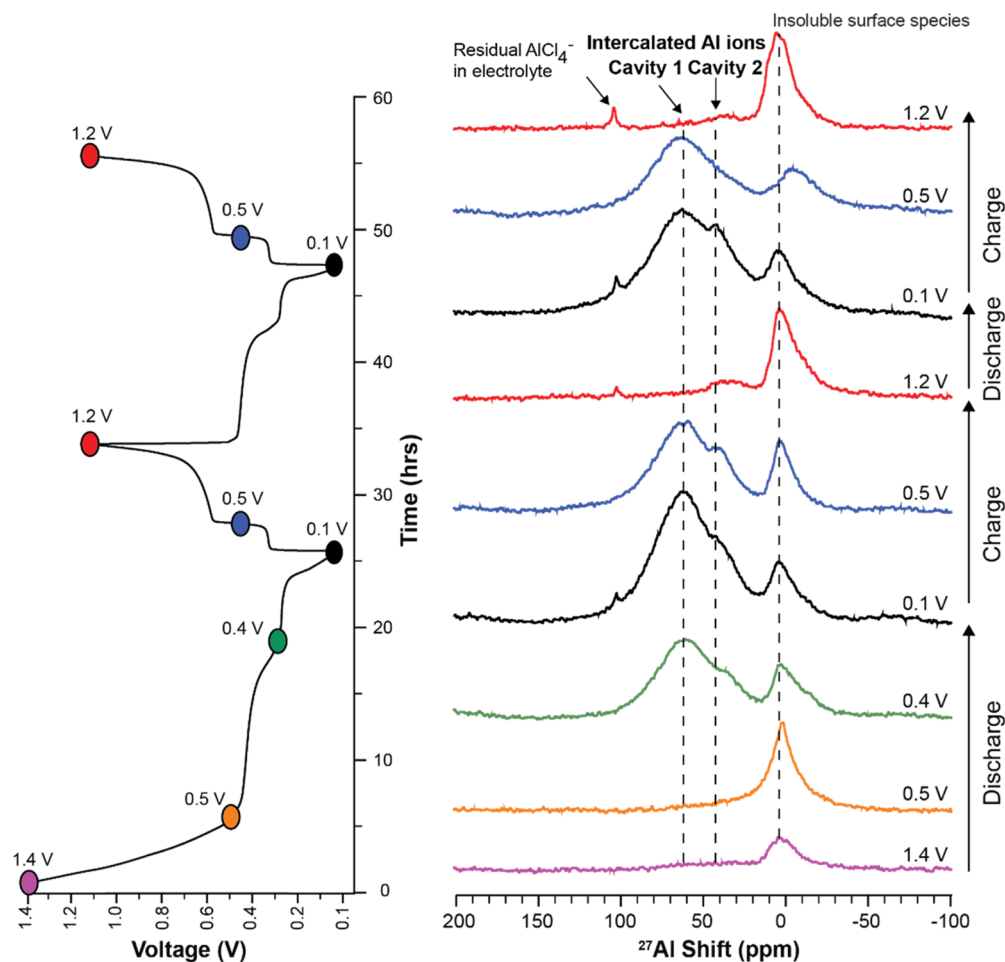 Insoluble surface species
Residual AlCl4-
in electrolyte
Intercalated Al ions
Cavity 1 Cavity 2
60
50
40
30
20
10
0
Time (hrs)
1.2 V
0.5 V
0.1 V
1.2 V
0.5 V
0.1 V
0.4 V
0.5 V
1.4 V
1.4
1.2
1.0
0.8
0.6
0.4
0.2
0.1
Voltage (V)
1.2 V
0.5 V
0.1 V
1.2 V
0.5 V
0.1 V
0.4 V
0.5 V
1.4 V
Charge
Discharge
Charge
Discharge
200 150 100 50 0 -50 -100
27Al Shift (ppm)